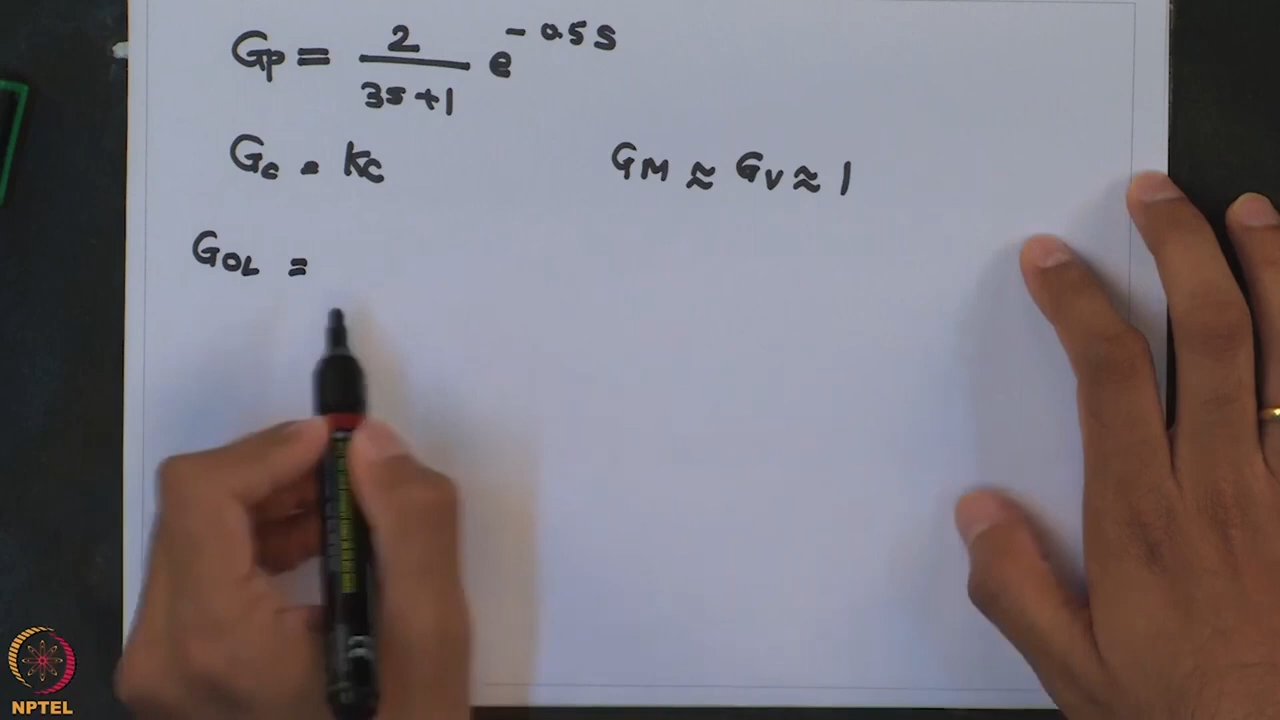 Gp = 2/(3s+1) e^-0.5s
Gc = kc GM ≈ Gv ≈ 1
GOL =
NPTEL